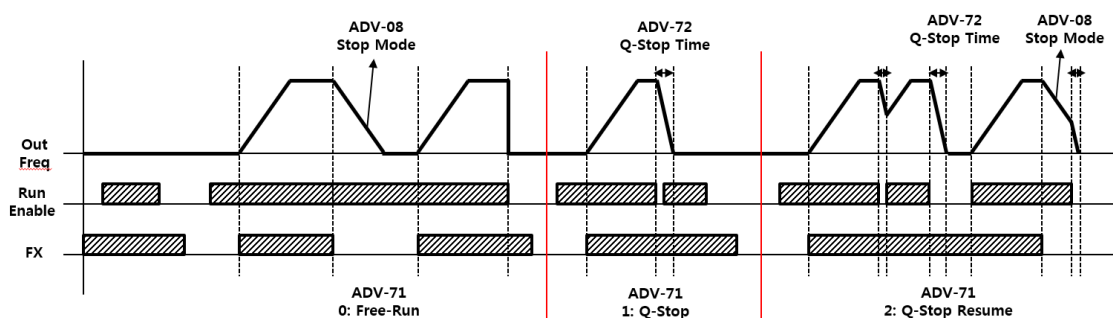 ADV-08
Stop Mode
ADV-72
Q-Stop Time
ADV-72
Q-Stop Time
ADV-08
Stop Mode
Out
Freq
Run
Enable
FX
ADV-71
0: Free-Run
ADV-71
1: Q-Stop
ADV-71
2: Q-Stop Resume